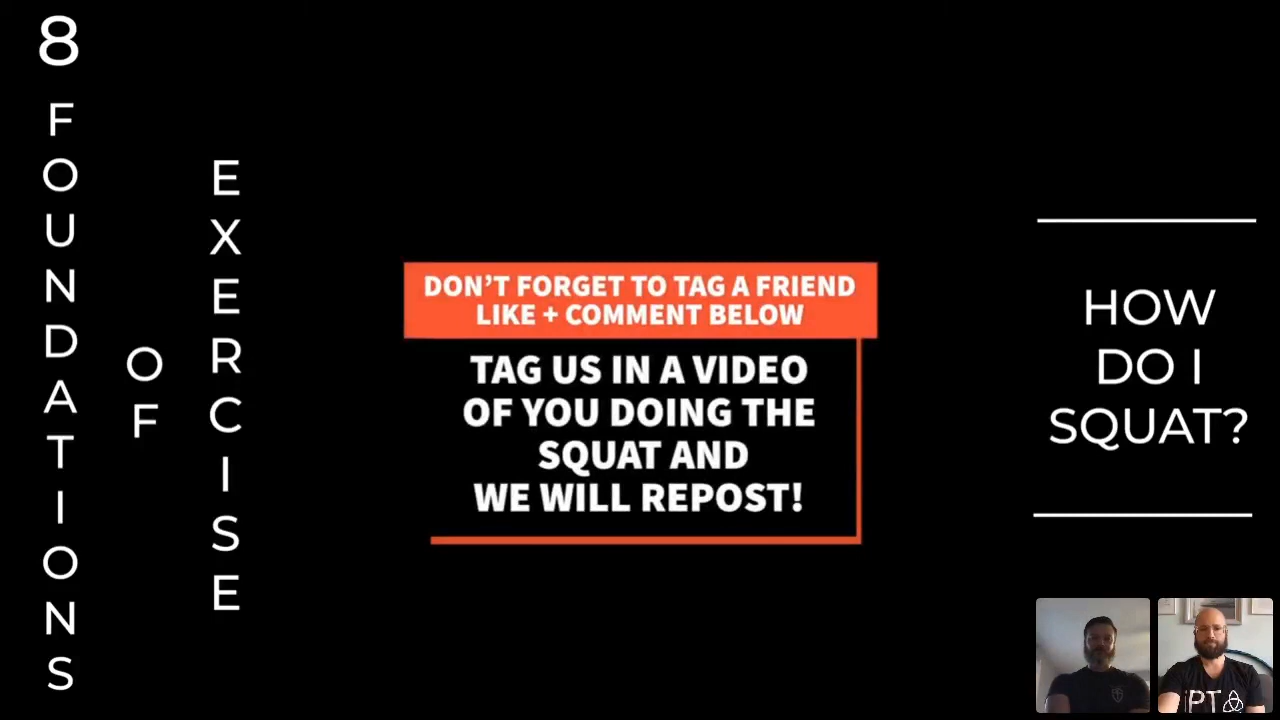 8
FOUNDATIONS
OF
EXERCISE
DON'T FORGET TO TAG A FRIEND
LIKE + COMMENT BELOW
TAG US IN A VIDEO
OF YOU DOING THE
SQUAT AND
WE WILL REPOST!
HOW
DO I
SQUAT?
iPT